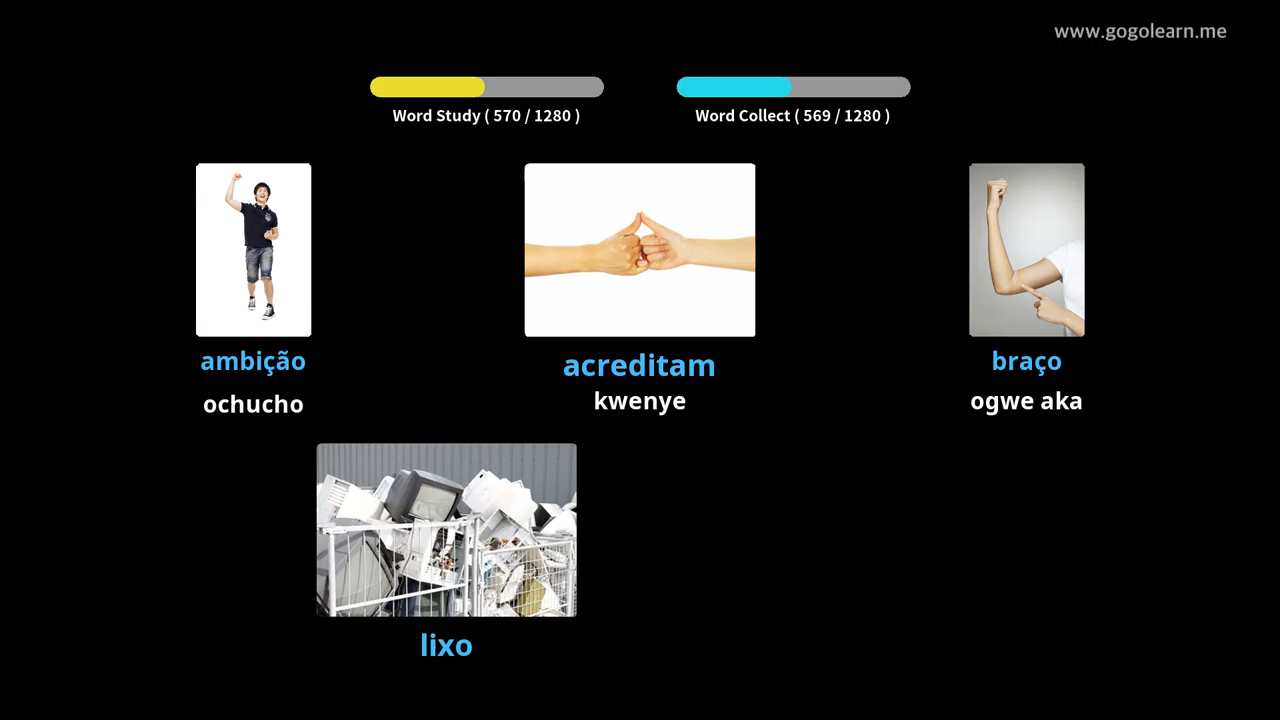 www.gogolearn.me
Word Study ( 570 / 1280 )
Word Collect ( 569 / 1280 )
ambição
acreditam
braço
ochucho
kwenye
ogwe aka
lixo